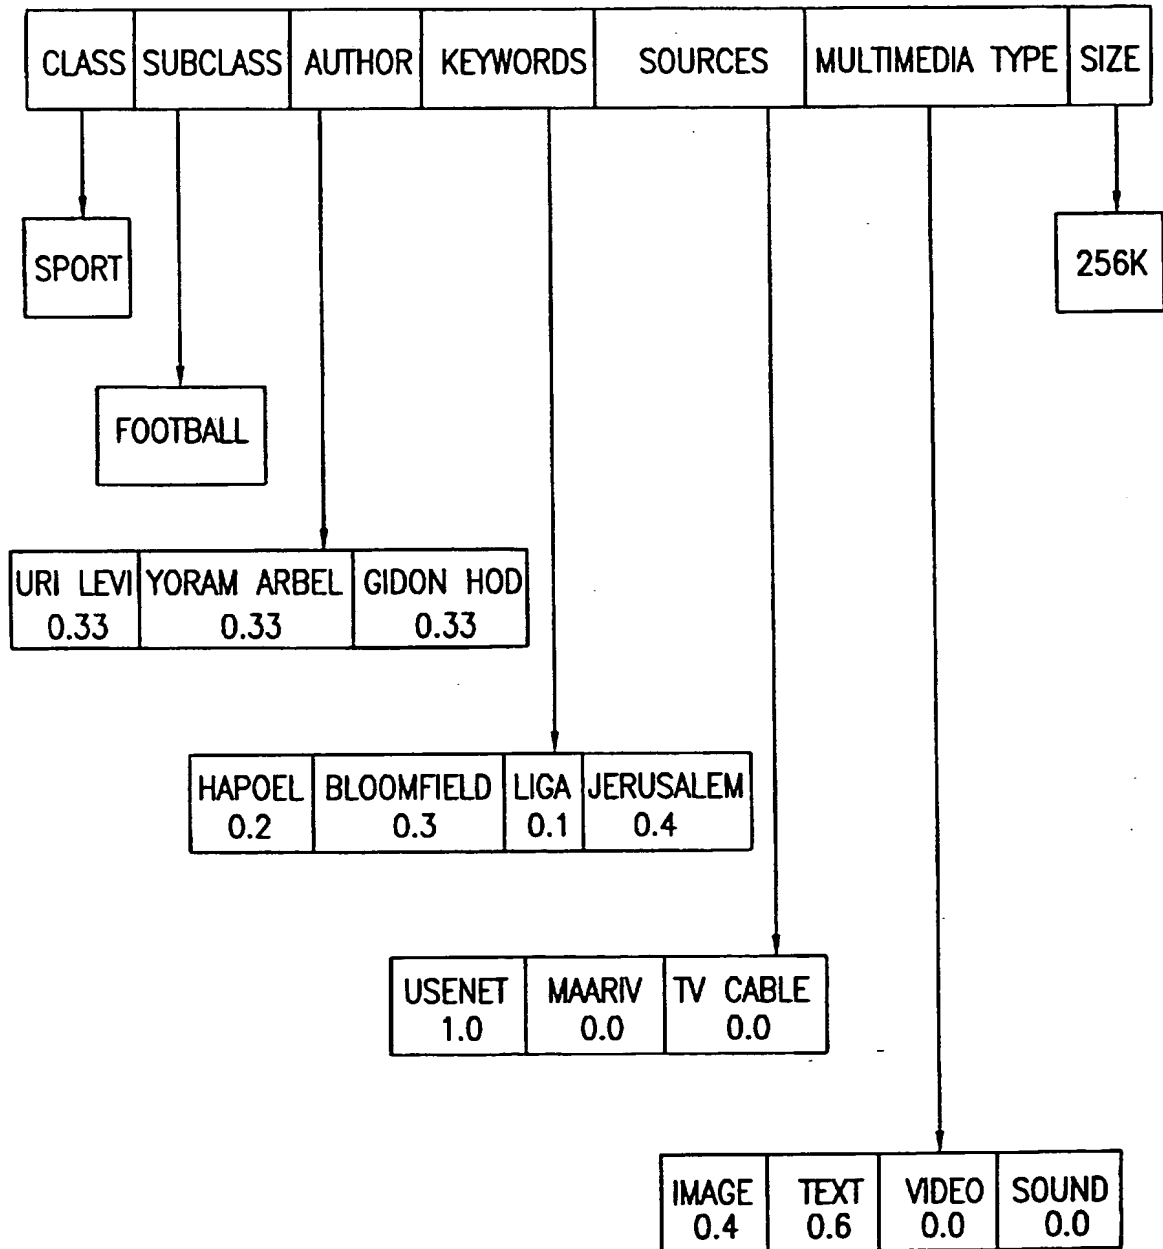 CLASS SUBCLASS AUTHOR KEYWORDS SOURCES MULTIMEDIA TYPE SIZE
SPORT
256K
FOOTBALL
URI LEVI YORAM ARBEL GIDON HOD
0.33 0.33 0.33
HAPOEL BLOOMFIELD LIGA JERUSALEM
0.2 0.3 0.1 0.4
USENET MAARIV TV CABLE
1.0 0.0 0.0
IMAGE TEXT VIDEO SOUND
0.4 0.6 0.0 0.0